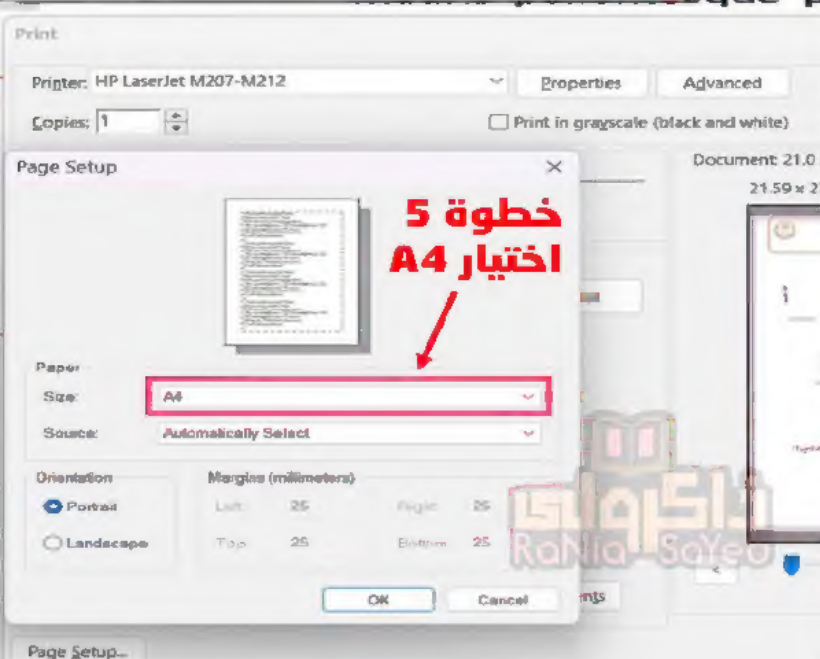 Print
Printer: HP LaserJet M207-M212
Properties
Advanced
Copies: 1
Print in grayscale (black and white)
Page Setup
Document: 21.0
21.59 x 2
خطوة 5
اختيار A4
Paper
Size: A4
Source: Automatically Select
Orientation
Portrait
Landscape
Margins (millimeters)
Left: 25
Right: 25
Top: 25
Bottom: 25
ذاكرولي
RaNia SaYed
OK
Cancel
nts
Page Setup...